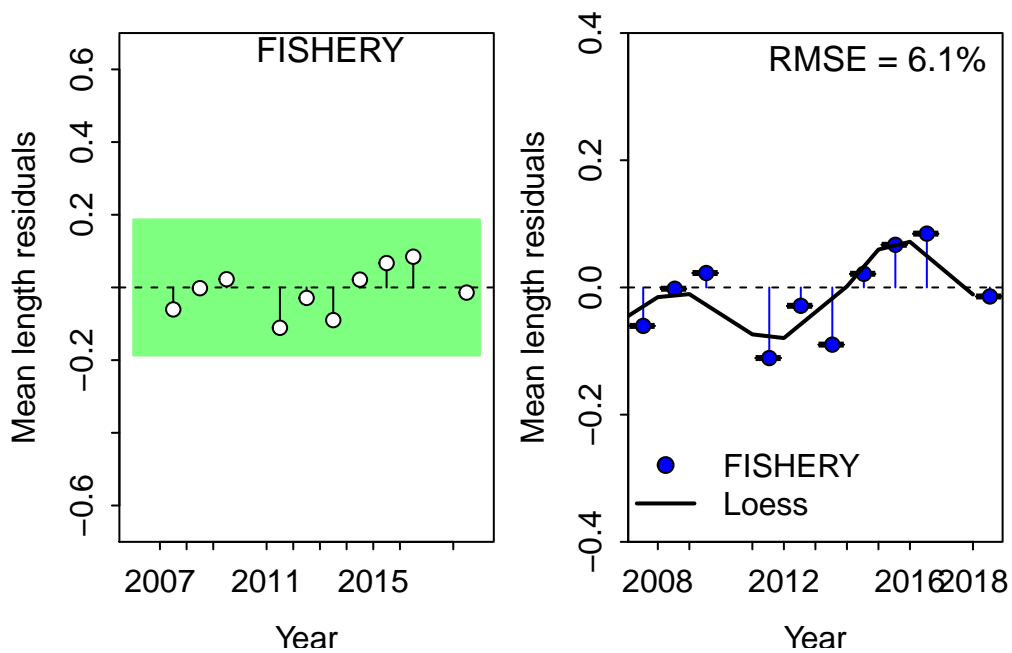 FISHERY
Mean length residuals
0.6
0.4
0.2
−0.2
−0.6
2007 2011 2015
Year
RMSE = 6.1%
Mean length residuals
0.4
0.2
0.0
−0.2
−0.4
FISHERY
Loess
2008 2012 2016 2018
Year